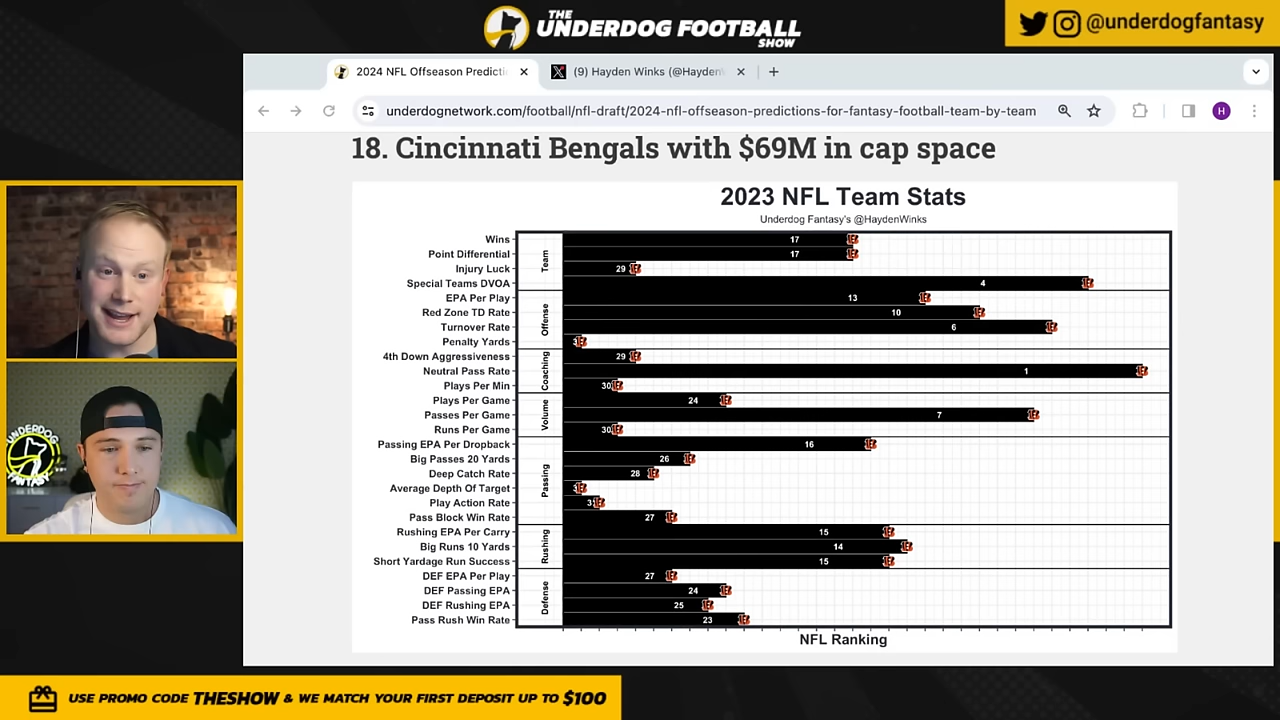 THE
UNDERDOG FOOTBALL
SHOW
@underdogfantasy
2024 NFL Offseason Predicti
(9) Hayden Winks (@Hayden
underdognetwork.com/football/nfl-draft/2024-nfl-offseason-predictions-for-fantasy-football-team-by-team
H
18. Cincinnati Bengals with $69M in cap space
2023 NFL Team Stats
Underdog Fantasy's @HaydenWinks
Team
Wins 17
Point Differential 17
Injury Luck 29
Special Teams DVOA 4
Offense
EPA Per Play 13
Red Zone TD Rate 10
Turnover Rate 6
Penalty Yards
Coaching
4th Down Aggressiveness 29
Neutral Pass Rate 1
Plays Per Min 30
Volume
Plays Per Game 24
Passes Per Game 7
Runs Per Game 30
Passing
Passing EPA Per Dropback 16
Big Passes 20 Yards 26
Deep Catch Rate 28
Average Depth Of Target
Play Action Rate
Pass Block Win Rate 27
Rushing
Rushing EPA Per Carry 15
Big Runs 10 Yards 14
Short Yardage Run Success 15
Defense
DEF EPA Per Play 27
DEF Passing EPA 24
DEF Rushing EPA 25
Pass Rush Win Rate 23
NFL Ranking
UNDERDOG
FANTASY
USE PROMO CODE THESHOW & WE MATCH YOUR FIRST DEPOSIT UP TO $100